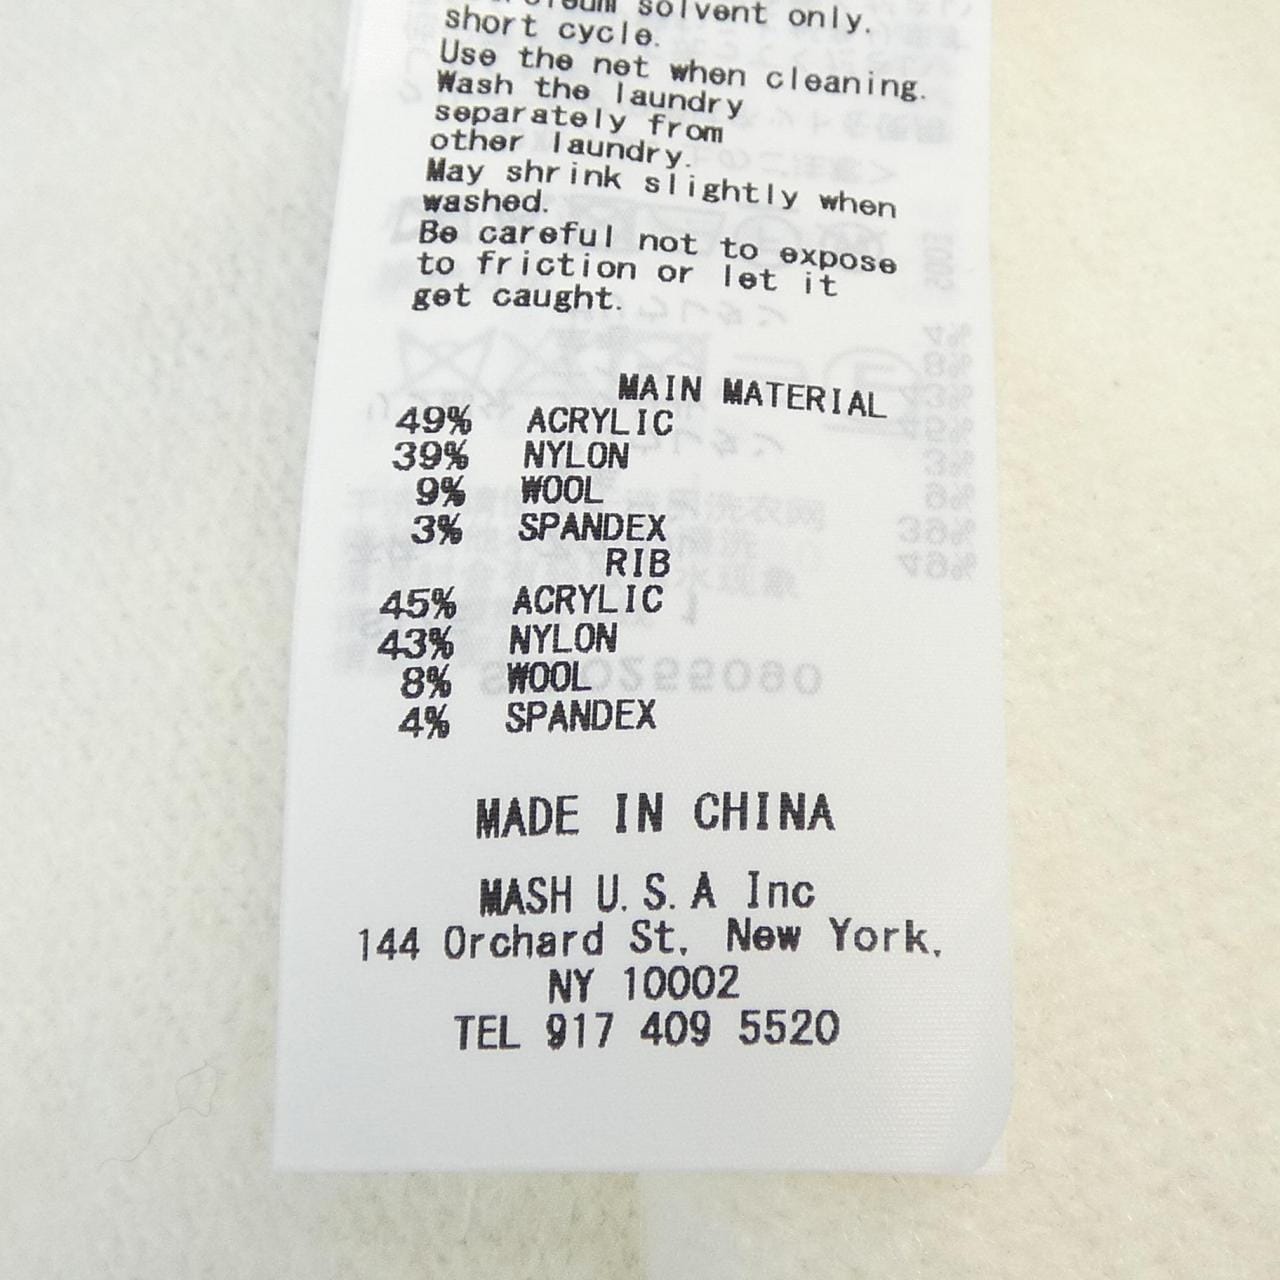 solvent only.
short cycle.
Use the net when cleaning.
Wash the laundry
separately from
other laundry.
May shrink slightly when
washed.
Be careful not to expose
to friction or let it
get caught.
MAIN MATERIAL
49% ACRYLIC
39% NYLON
9% WOOL
3% SPANDEX
RIB
45% ACRYLIC
43% NYLON
8% WOOL
4% SPANDEX
MADE IN CHINA
MASH U.S.A Inc
144 Orchard St, New York,
NY 10002
TEL 917 409 5520